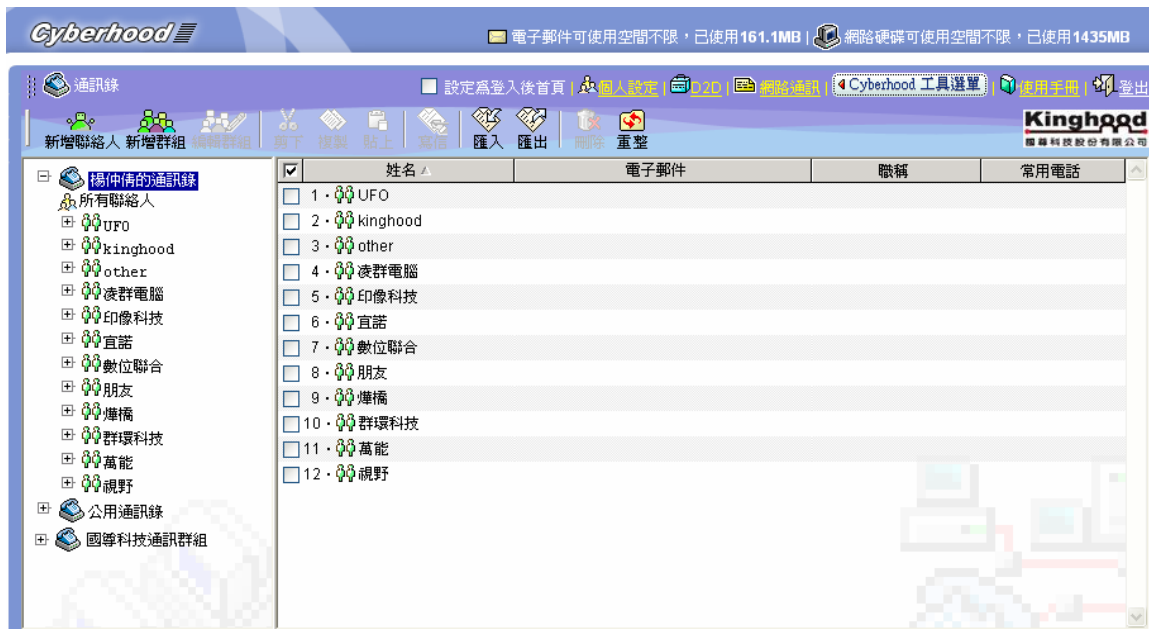 Cyberhood
電子郵件可使用空間不限，已使用161.1MB | 網路硬碟可使用空間不限，已使用1435MB
通訊錄
設定為登入後首頁 | 個人設定 | D2D | 網路通訊 | Cyberhood 工具選單 | 使用手冊 | 登出
新增聯絡人 新增群組 編輯群組 剪下 複製 貼上 寫信 匯入 匯出 刪除 重整
Kinghood
國尊科技股份有限公司
楊仲倩的通訊錄
所有聯絡人
UFO
kinghood
other
凌群電腦
印像科技
宜諾
數位聯合
朋友
燁橋
群環科技
萬能
視野
公用通訊錄
國尊科技通訊群組
姓名 電子郵件 職稱 常用電話
1・UFO
2・kinghood
3・other
4・凌群電腦
5・印像科技
6・宜諾
7・數位聯合
8・朋友
9・燁橋
10・群環科技
11・萬能
12・視野